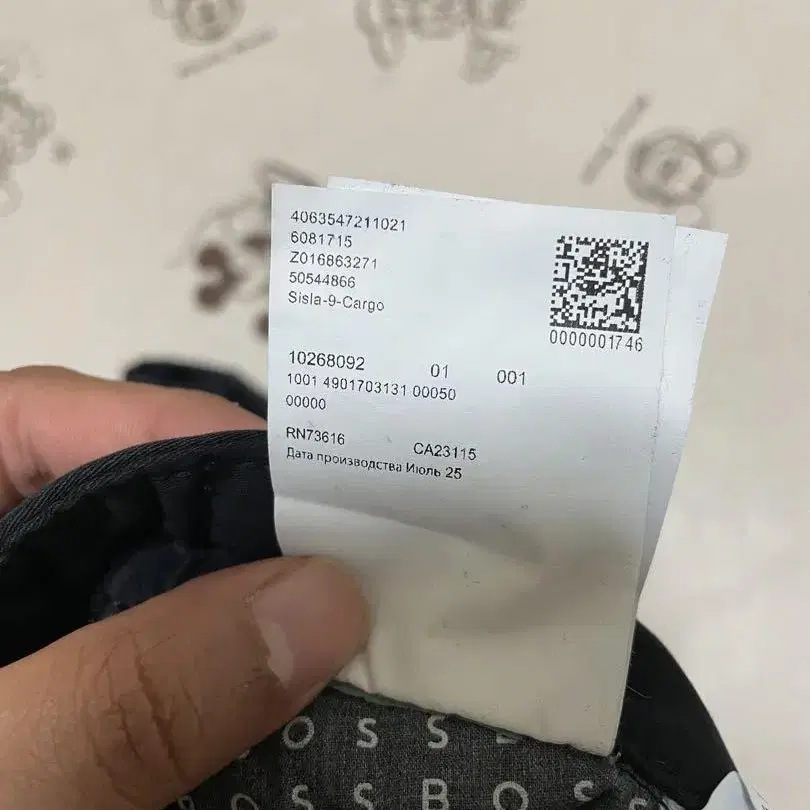 4063547211021
6081715
Z016863271
50544866
Sisla-9-Cargo
0000001746
10268092 01 001
1001 4901703131 00050
00000
RN73616 CA23115
Дата производства Июль 25
BOSS
BOSSBOSS